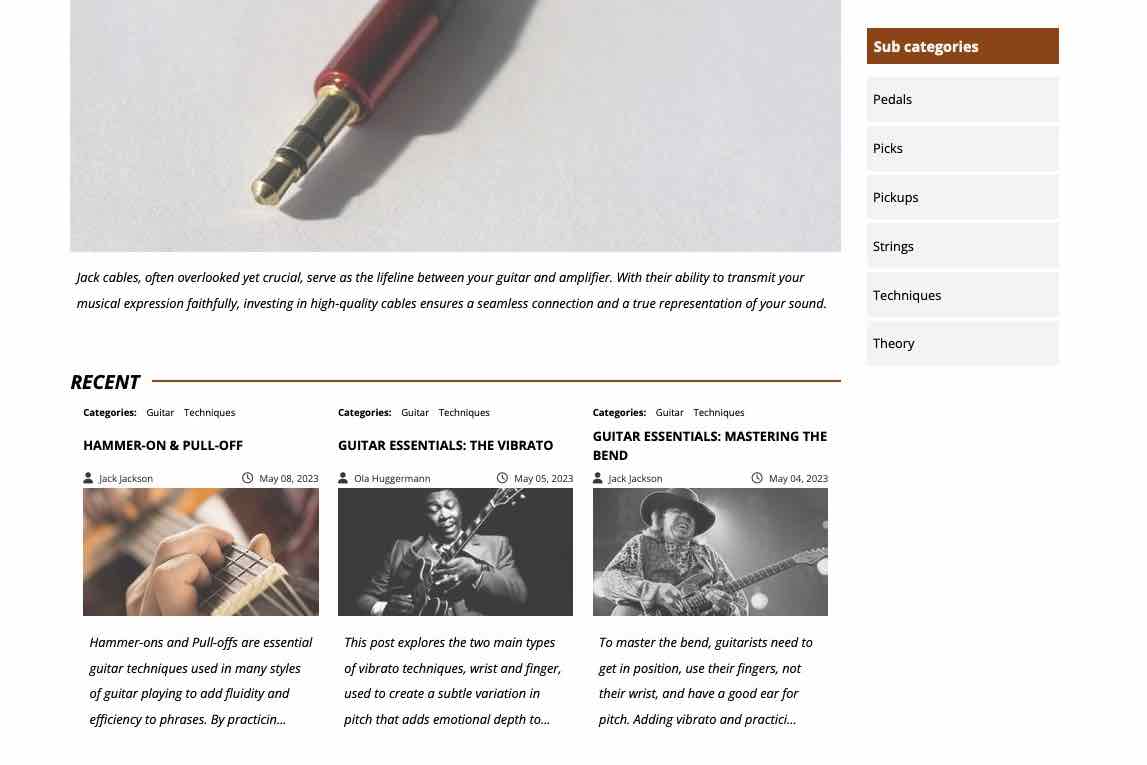 Sub categories
Pedals
Picks
Pickups
Strings
Techniques
Theory
Jack cables, often overlooked yet crucial, serve as the lifeline between your guitar and amplifier. With their ability to transmit your
musical expression faithfully, investing in high-quality cables ensures a seamless connection and a true representation of your sound.
RECENT
Categories: Guitar Techniques
HAMMER-ON & PULL-OFF
Jack Jackson May 08, 2023
Hammer-ons and Pull-offs are essential
guitar techniques used in many styles
of guitar playing to add fluidity and
efficiency to phrases. By practicin...
Categories: Guitar Techniques
GUITAR ESSENTIALS: THE VIBRATO
Ola Huggermann May 05, 2023
This post explores the two main types
of vibrato techniques, wrist and finger,
used to create a subtle variation in
pitch that adds emotional depth to...
Categories: Guitar Techniques
GUITAR ESSENTIALS: MASTERING THE
BEND
Jack Jackson May 04, 2023
To master the bend, guitarists need to
get in position, use their fingers, not
their wrist, and have a good ear for
pitch. Adding vibrato and practici...